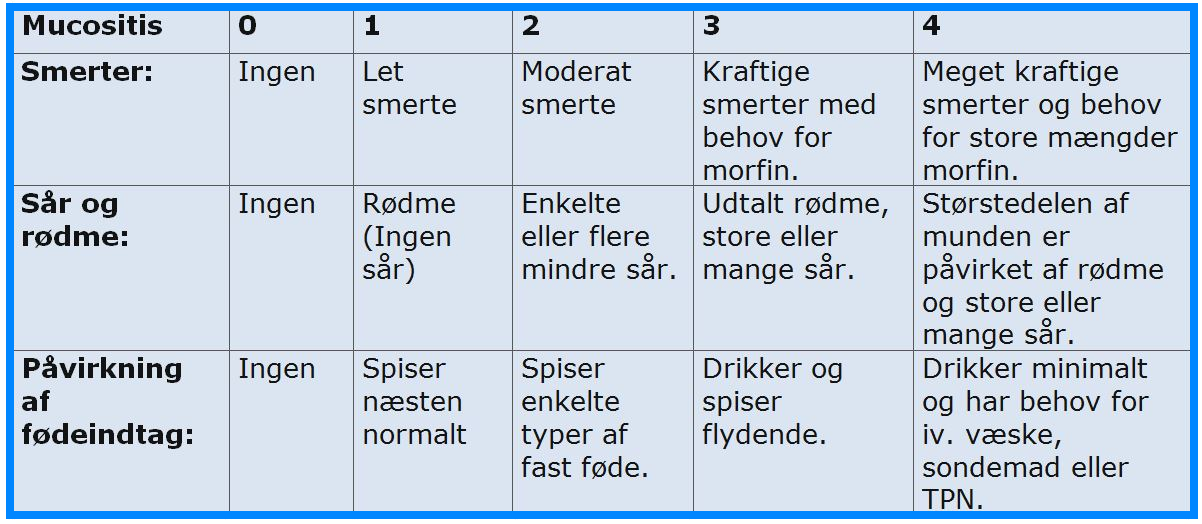 Mucositis 0 1 2 3 4
Smerter: Ingen Let smerte Moderat smerte Kraftige smerter med behov for morfin. Meget kraftige smerter og behov for store mængder morfin.
Sår og rødme: Ingen Rødme (Ingen sår) Enkelte eller flere mindre sår. Udtalt rødme, store eller mange sår. Størstedelen af munden er påvirket af rødme og store eller mange sår.
Påvirkning af fødeindtag: Ingen Spiser næsten normalt Spiser enkelte typer af fast føde. Drikker og spiser flydende. Drikker minimalt og har behov for iv. væske, sondemad eller TPN.